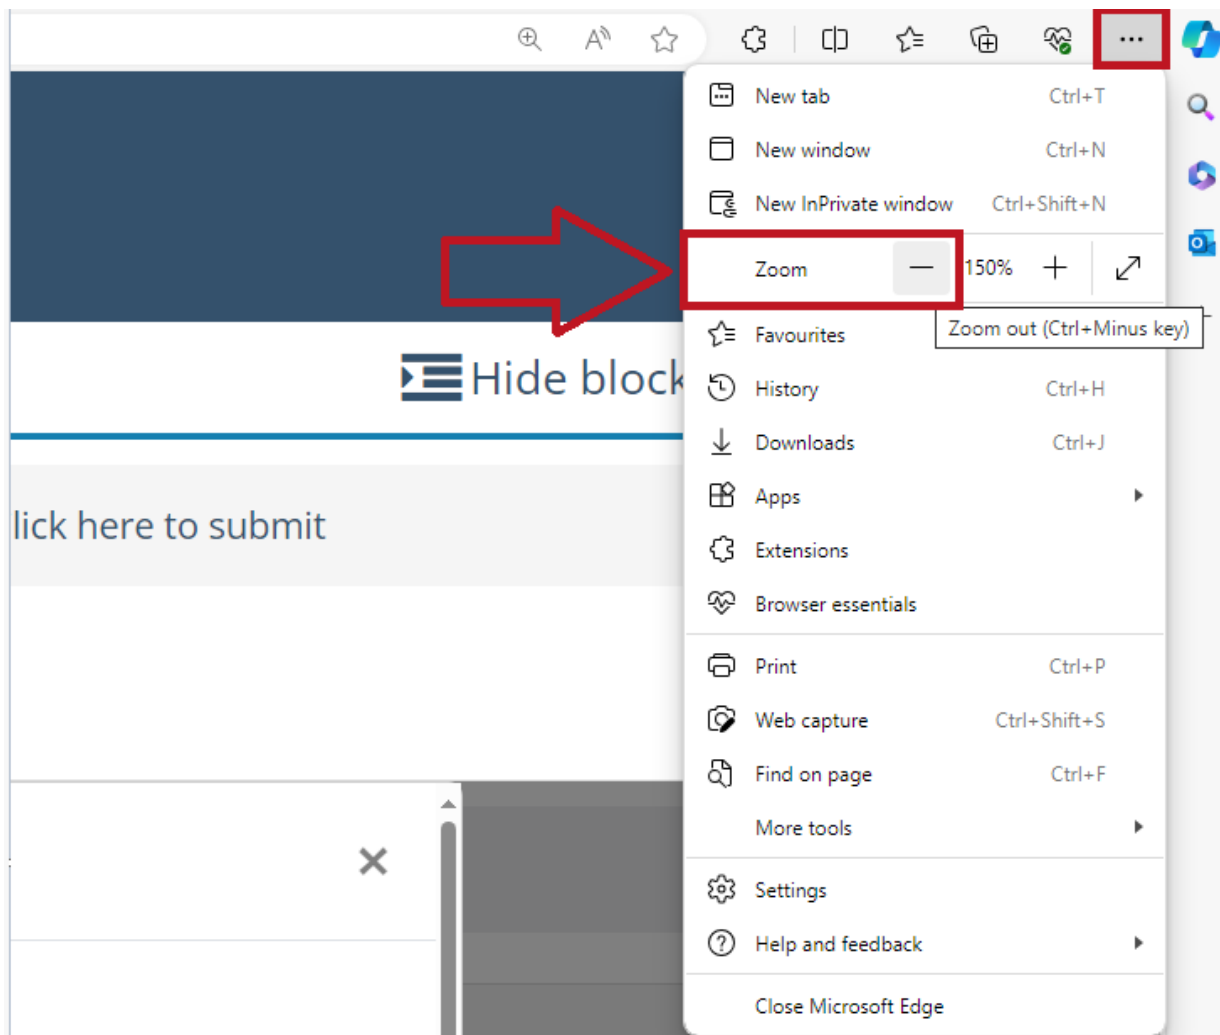 New tab Ctrl+T
New window Ctrl+N
New InPrivate window Ctrl+Shift+N
Zoom — 150% +
Zoom out (Ctrl+Minus key)
Favourites
Hide block
History Ctrl+H
Downloads Ctrl+J
Apps
lick here to submit
Extensions
Browser essentials
Print Ctrl+P
Web capture Ctrl+Shift+S
Find on page Ctrl+F
More tools
Settings
Help and feedback
Close Microsoft Edge